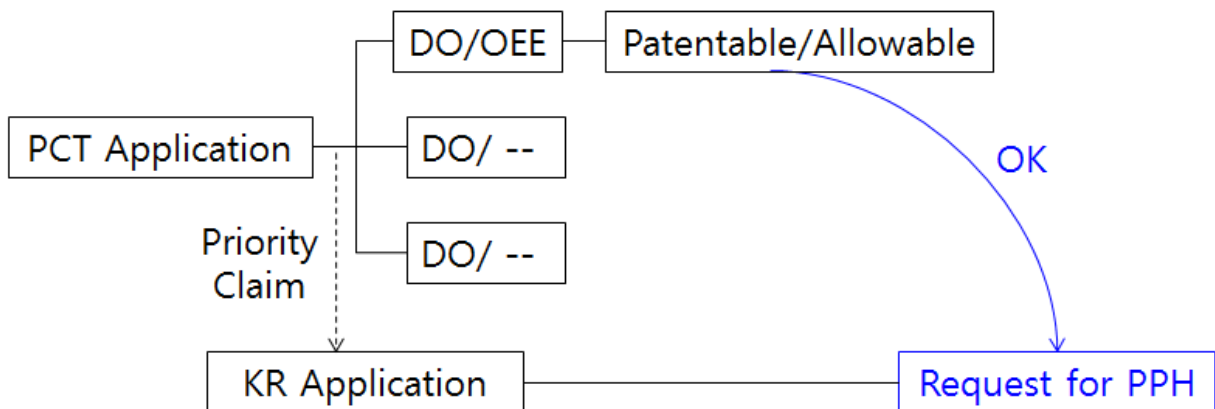 DO/OEE
Patentable/Allowable
PCT Application
DO/ --
OK
Priority
Claim
DO/ --
KR Application
Request for PPH